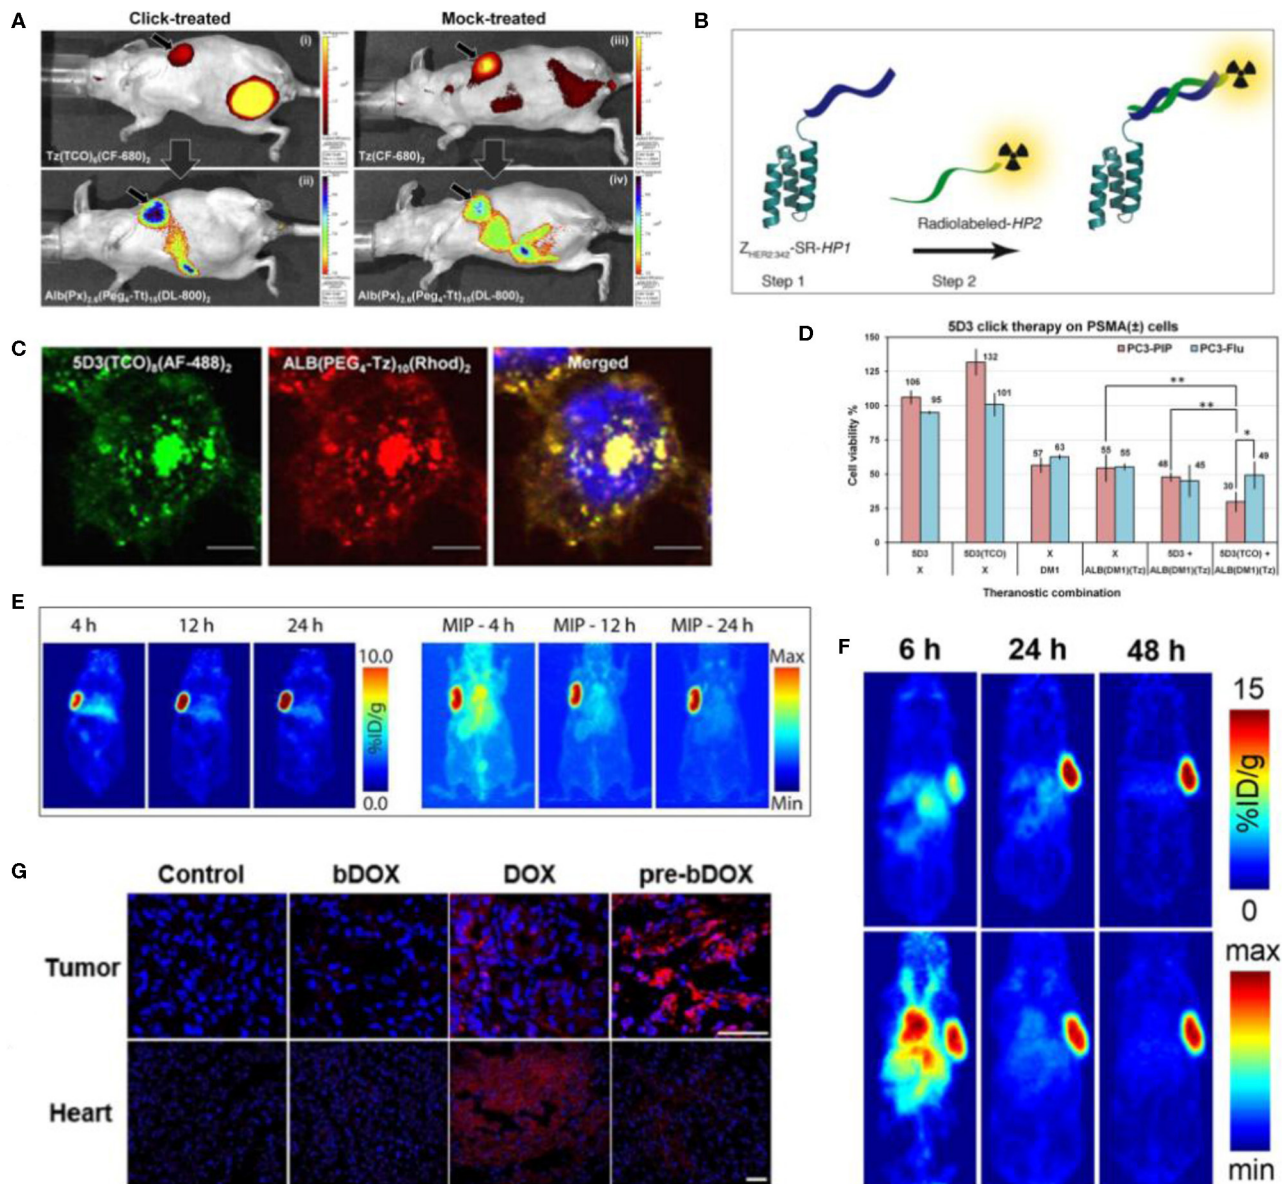 A
Click-treated
Mock-treated
(i)
(iii)
Tz(TCO)₆(CF-680)₂
Tz(CF-680)₂
(ii)
(iv)
Alb(Px)₂.₆(Peg₄-Tt)₁₅(DL-800)₂
Alb(Px)₂.₆(Peg₄-Tt)₁₅(DL-800)₂
B
Radiolabeled-HP2
Z_HER2:342-SR-HP1
Step 1
Step 2
C
5D3(TCO)₈(AF-488)₂
ALB(PEG₄-Tz)₁₀(Rhod)₂
Merged
D
5D3 click therapy on PSMA(±) cells
PC3-PIP
PC3-Flu
Cell viability %
150
125
100
75
50
25
0
106
95
132
101
57
63
55
55
48
45
30
49
**
**
*
5D3
5D3(TCO)
X
X
5D3 +
5D3(TCO) +
X
X
DM1
ALB(DM1)(Tz)
ALB(DM1)(Tz)
ALB(DM1)(Tz)
Theranostic combination
E
4 h
12 h
24 h
10.0
%ID/g
0.0
MIP - 4 h
MIP - 12 h
MIP - 24 h
Max
Min
F
6 h
24 h
48 h
15
%ID/g
0
max
min
G
Control
bDOX
DOX
pre-bDOX
Tumor
Heart